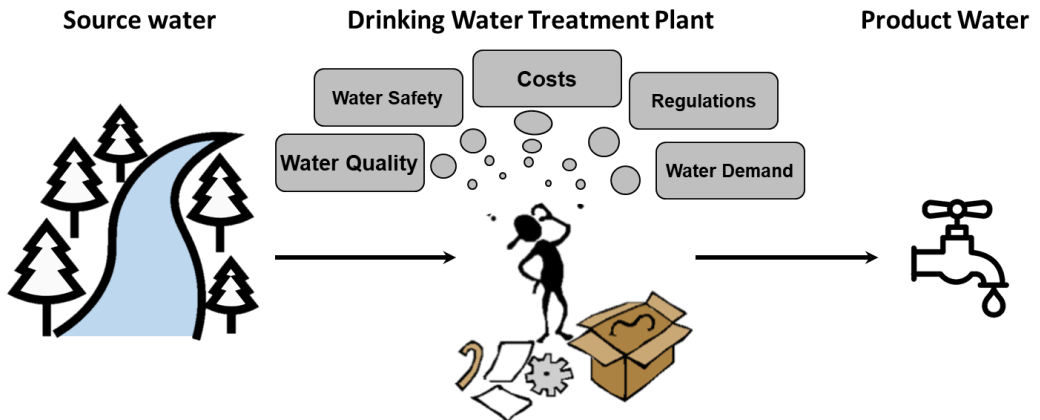 Source water
Drinking Water Treatment Plant
Product Water
Costs
Water Safety
Regulations
Water Quality
Water Demand